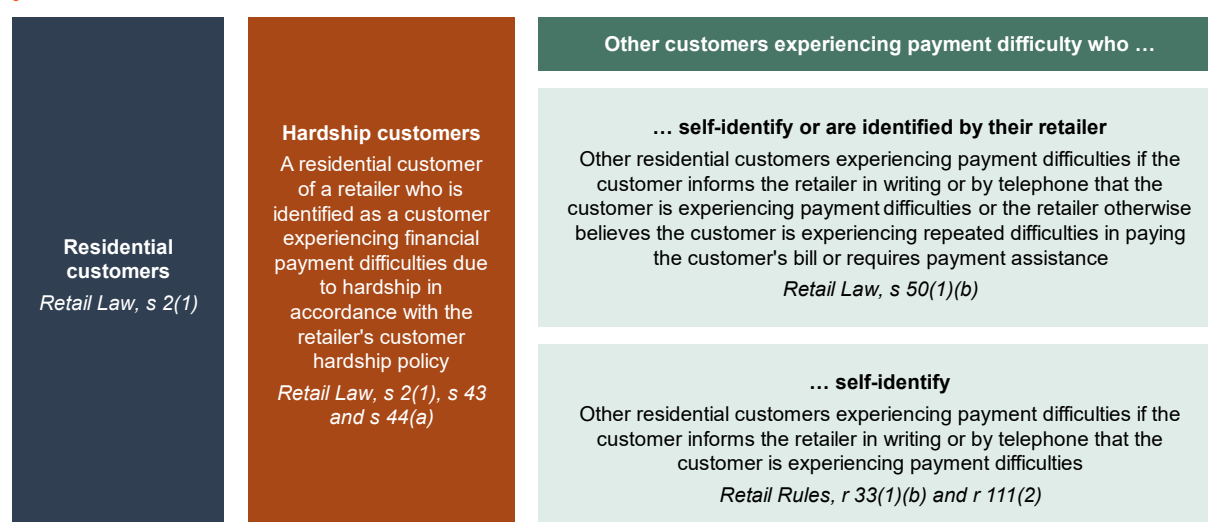 Residential
customers
Retail Law, s 2(1)
Hardship customers
A residential customer
of a retailer who is
identified as a customer
experiencing financial
payment difficulties due
to hardship in
accordance with the
retailer's customer
hardship policy
Retail Law, s 2(1), s 43
and s 44(a)
Other customers experiencing payment difficulty who …
… self-identify or are identified by their retailer
Other residential customers experiencing payment difficulties if the
customer informs the retailer in writing or by telephone that the
customer is experiencing payment difficulties or the retailer otherwise
believes the customer is experiencing repeated difficulties in paying
the customer's bill or requires payment assistance
Retail Law, s 50(1)(b)
… self-identify
Other residential customers experiencing payment difficulties if the
customer informs the retailer in writing or by telephone that the
customer is experiencing payment difficulties
Retail Rules, r 33(1)(b) and r 111(2)